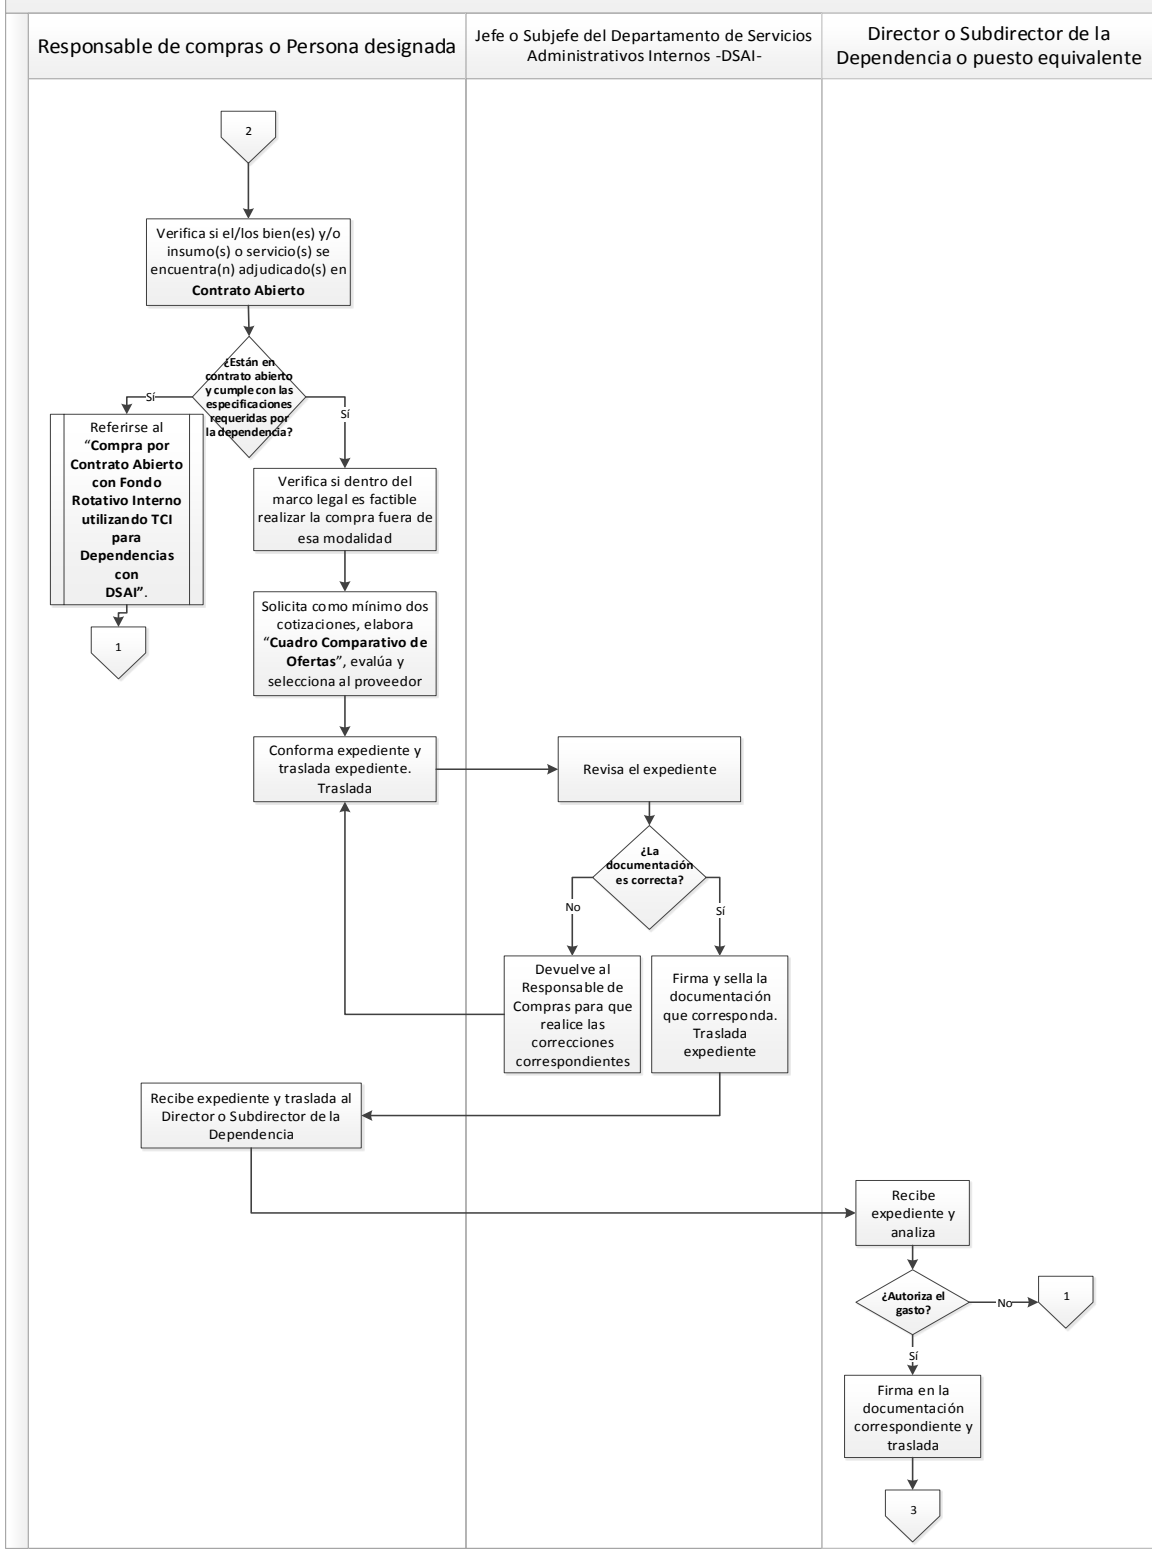 Responsable de compras o Persona designada
Jefe o Subjefe del Departamento de Servicios
Administrativos Internos -DSAI-
Director o Subdirector de la
Dependencia o puesto equivalente
2
Verifica si el/los bien(es) y/o
insumo(s) o servicio(s) se
encuentra(n) adjudicado(s) en
Contrato Abierto
¿Están en
contrato abierto
y cumple con las
especificaciones
requeridas por
la dependencia?
Sí
Sí
Referirse al
“Compra por
Contrato Abierto
con Fondo
Rotativo Interno
utilizando TCI
para
Dependencias
con
DSAI”.
1
Verifica si dentro del
marco legal es factible
realizar la compra fuera de
esa modalidad
Solicita como mínimo dos
cotizaciones, elabora
“Cuadro Comparativo de
Ofertas”, evalúa y
selecciona al proveedor
Conforma expediente y
traslada expediente.
Traslada
Revisa el expediente
¿La
documentación
es correcta?
No
Sí
Devuelve al
Responsable de
Compras para que
realice las
correcciones
correspondientes
Firma y sella la
documentación
que corresponda.
Traslada
expediente
Recibe expediente y traslada al
Director o Subdirector de la
Dependencia
Recibe
expediente y
analiza
¿Autoriza el
gasto?
No
1
Sí
Firma en la
documentación
correspondiente y
traslada
3